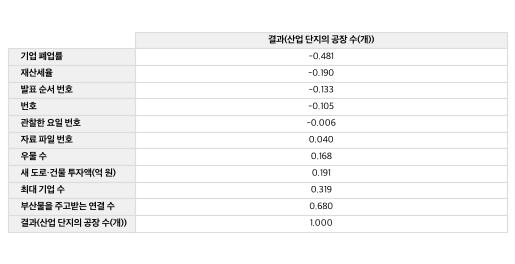 결과(산업 단지의 공장 수(개))
기업 폐업률 -0.481
재산세율 -0.190
발표 순서 번호 -0.133
번호 -0.105
관찰한 요일 번호 -0.006
자료 파일 번호 0.040
우물 수 0.168
새 도로·건물 투자액(억 원) 0.191
최대 기업 수 0.319
부산물을 주고받는 연결 수 0.680
결과(산업 단지의 공장 수(개)) 1.000